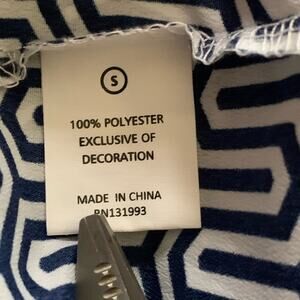 S
100% POLYESTER
EXCLUSIVE OF
DECORATION
MADE IN CHINA
RN131993